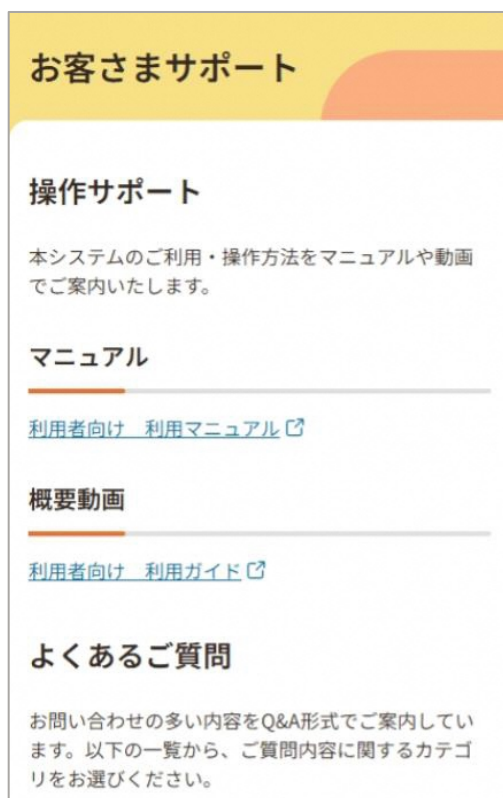 お客さまサポート
操作サポート
本システムのご利用・操作方法をマニュアルや動画
でご案内いたします。
マニュアル
利用者向け　利用マニュアル
概要動画
利用者向け　利用ガイド
よくあるご質問
お問い合わせの多い内容をQ&A形式でご案内してい
ます。以下の一覧から、ご質問内容に関するカテゴ
リをお選びください。